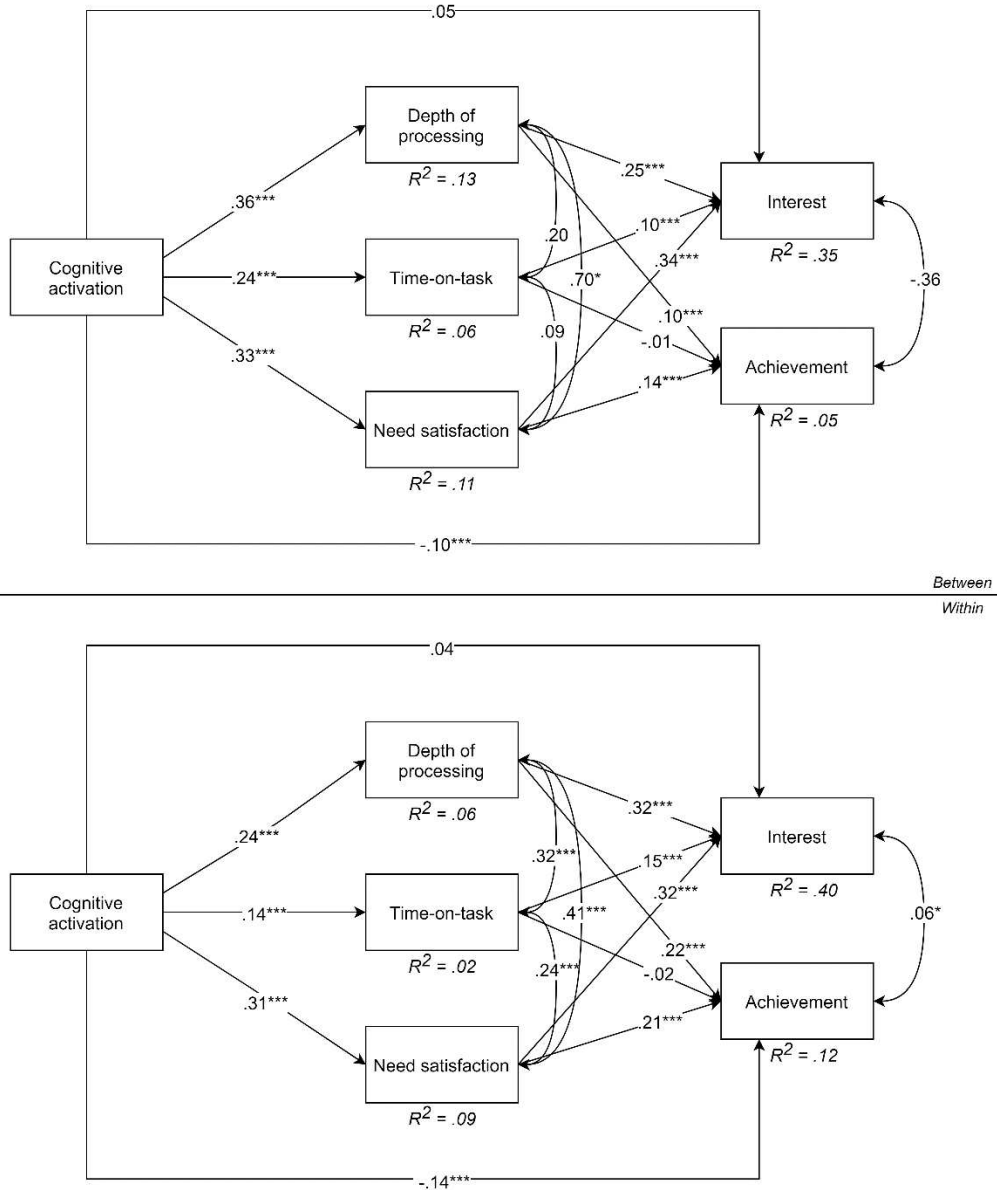 .05
Depth of
processing
R² = .13
.25***
.36***
Interest
R² = .35
.10***
.20
.34***
Cognitive
activation
.24***
Time-on-task
R² = .06
.70*
-.36
.10***
.09
-.01
.33***
Achievement
R² = .05
.14***
Need satisfaction
R² = .11
-.10***
Between
Within
.04
Depth of
processing
R² = .06
.32***
.24***
Interest
R² = .40
.32***
.15***
.32***
Cognitive
activation
.14***
Time-on-task
R² = .02
.41***
.06*
.22***
.24***
-.02
.31***
Achievement
R² = .12
.21***
Need satisfaction
R² = .09
-.14***